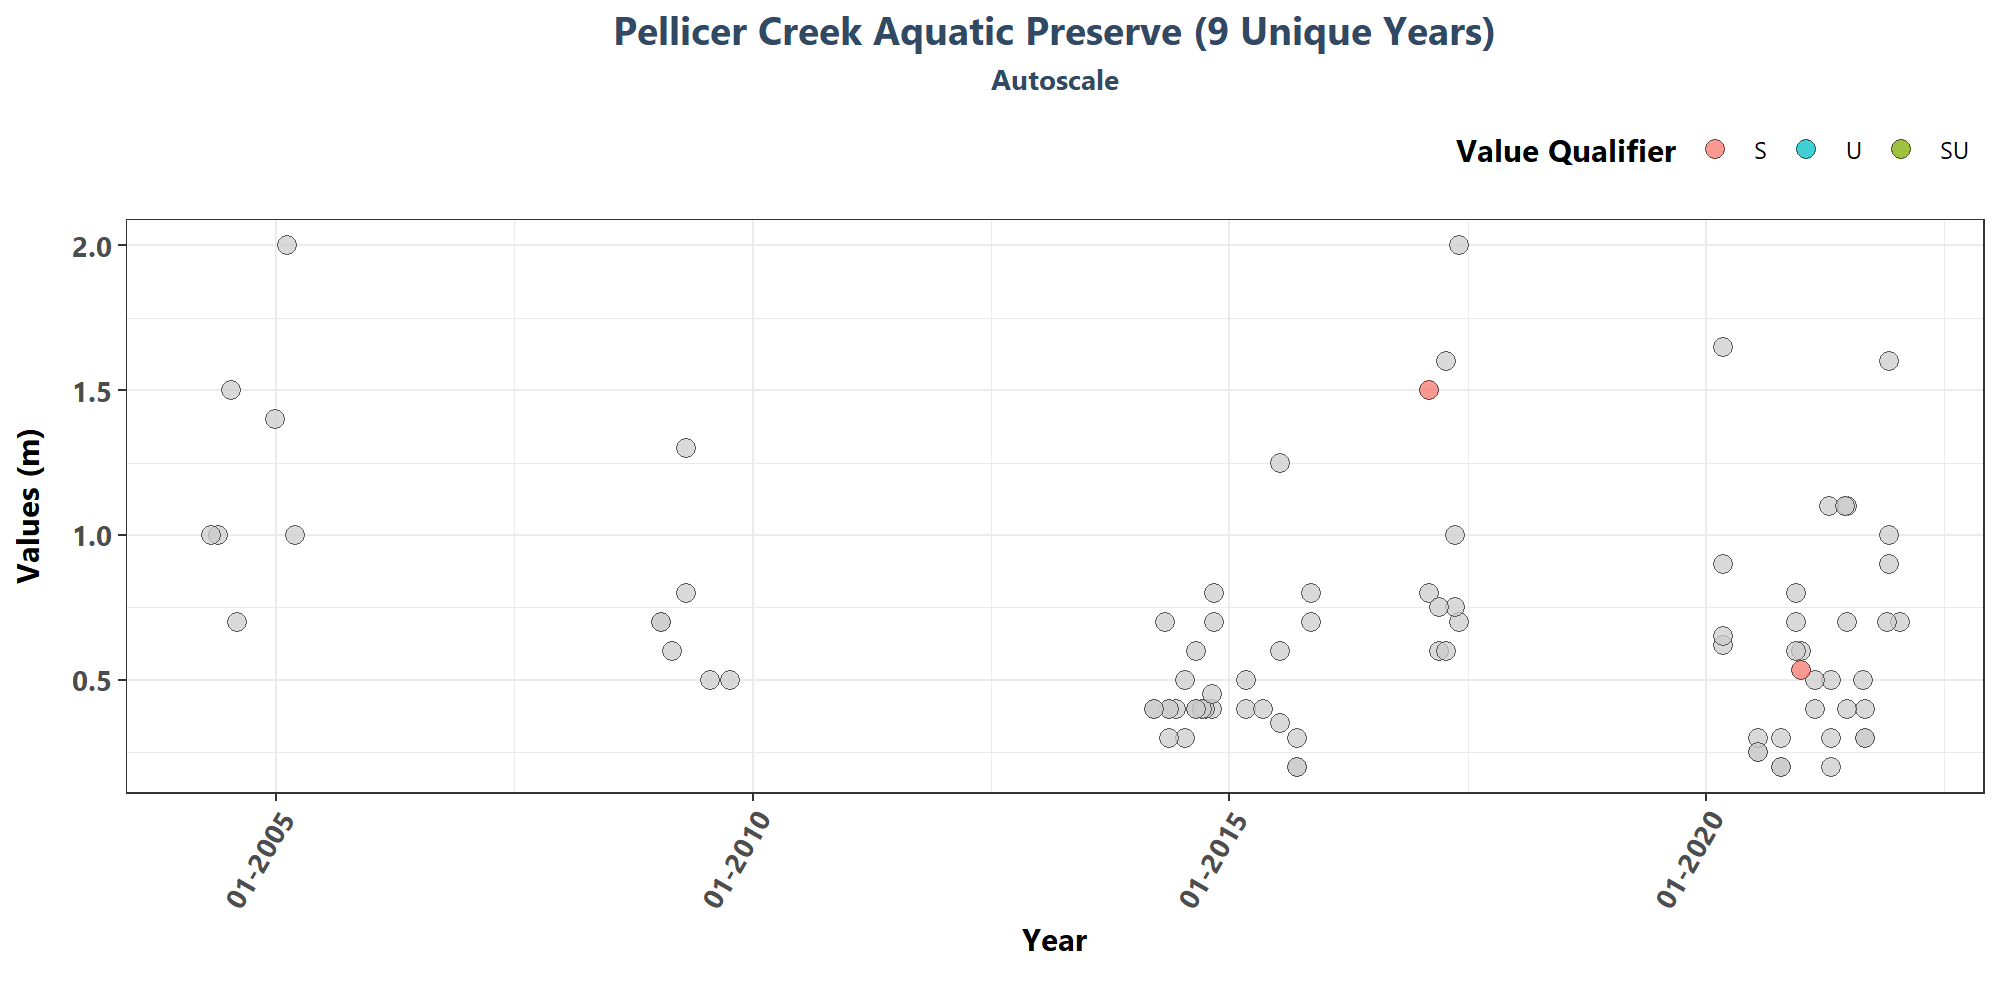 Pellicer Creek Aquatic Preserve (9 Unique Years)
Autoscale
Value Qualifier S U SU
Values (m)
2.0
1.5
1.0
0.5
01-2005 01-2010 01-2015 01-2020
Year